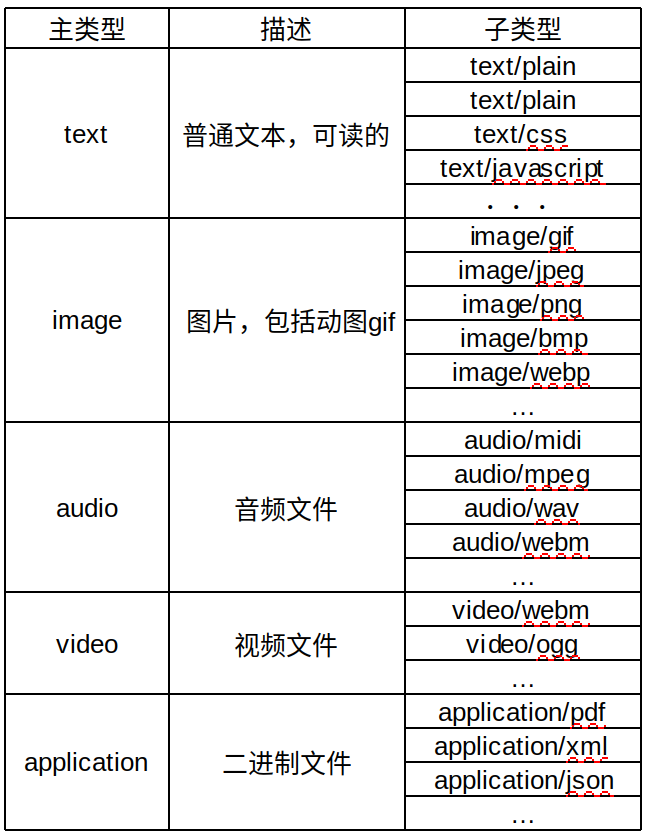 主类型 描述 子类型
text 普通文本，可读的 text/plain
text/plain
text/css
text/javascript
. . .
image 图片，包括动图gif image/gif
image/jpeg
image/png
image/bmp
image/webp
...
audio 音频文件 audio/midi
audio/mpeg
audio/wav
audio/webm
...
video 视频文件 video/webm
video/ogg
...
application 二进制文件 application/pdf
application/xml
application/json
...